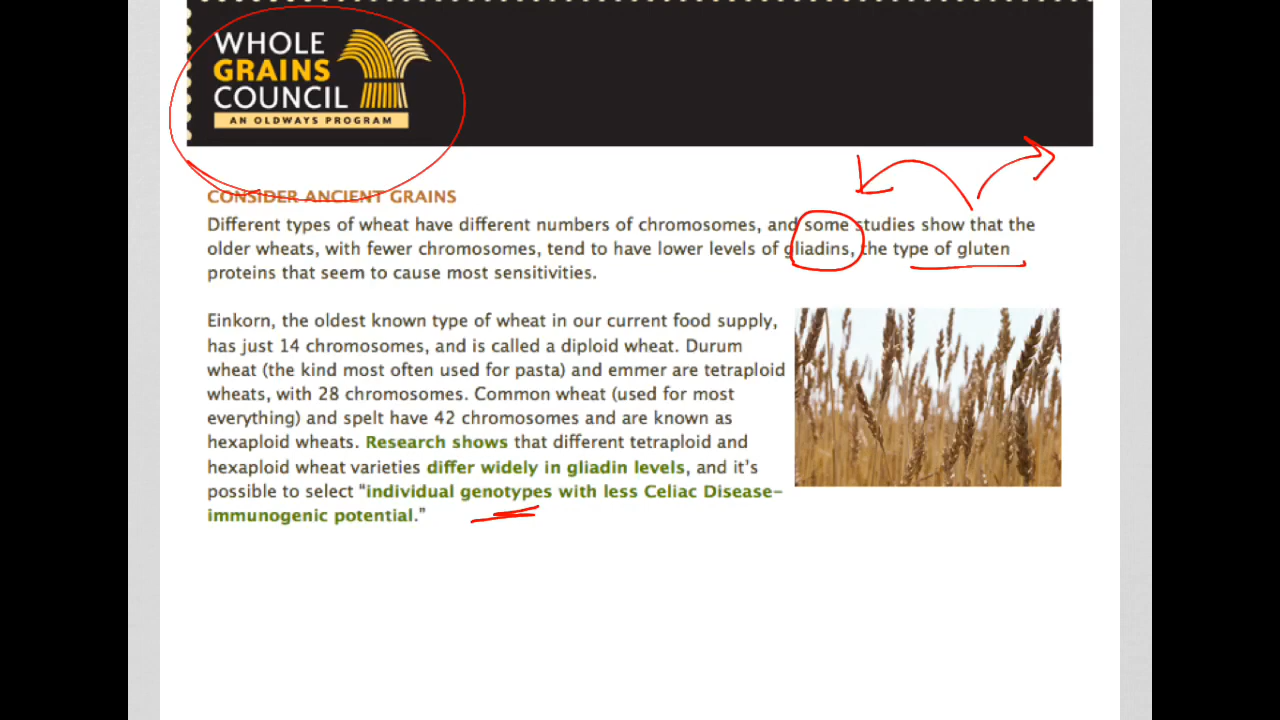 WHOLE
GRAINS
COUNCIL
AN OLDWAYS PROGRAM
CONSIDER ANCIENT GRAINS
Different types of wheat have different numbers of chromosomes, and some studies show that the
older wheats, with fewer chromosomes, tend to have lower levels of gliadins, the type of gluten
proteins that seem to cause most sensitivities.
Einkorn, the oldest known type of wheat in our current food supply,
has just 14 chromosomes, and is called a diploid wheat. Durum
wheat (the kind most often used for pasta) and emmer are tetraploid
wheats, with 28 chromosomes. Common wheat (used for most
everything) and spelt have 42 chromosomes and are known as
hexaploid wheats. Research shows that different tetraploid and
hexaploid wheat varieties differ widely in gliadin levels, and it's
possible to select "individual genotypes with less Celiac Disease-
immunogenic potential."